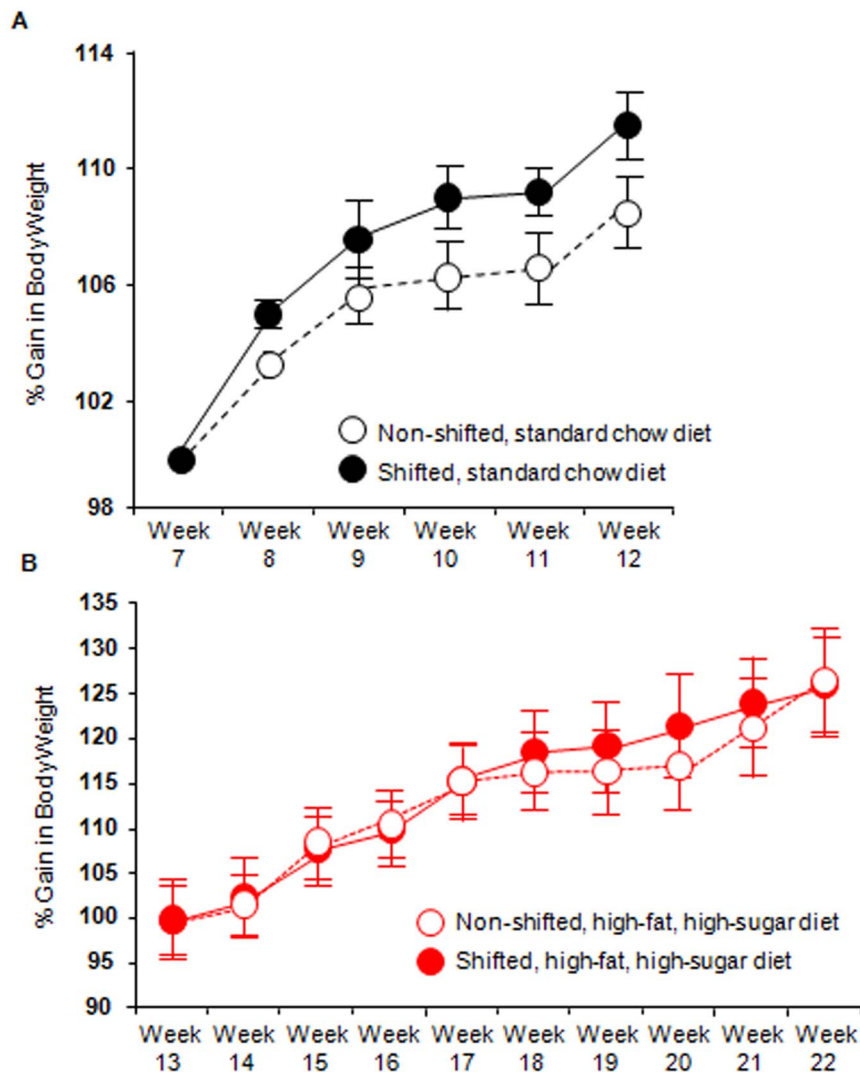 A
114
110
106
102
98
% Gain in BodyWeight
Non-shifted, standard chow diet
Shifted, standard chow diet
Week Week Week Week Week Week
7 8 9 10 11 12
B
135
130
125
120
115
110
105
100
95
90
% Gain in BodyWeight
Non-shifted, high-fat, high-sugar diet
Shifted, high-fat, high-sugar diet
Week Week Week Week Week Week Week Week Week Week
13 14 15 16 17 18 19 20 21 22